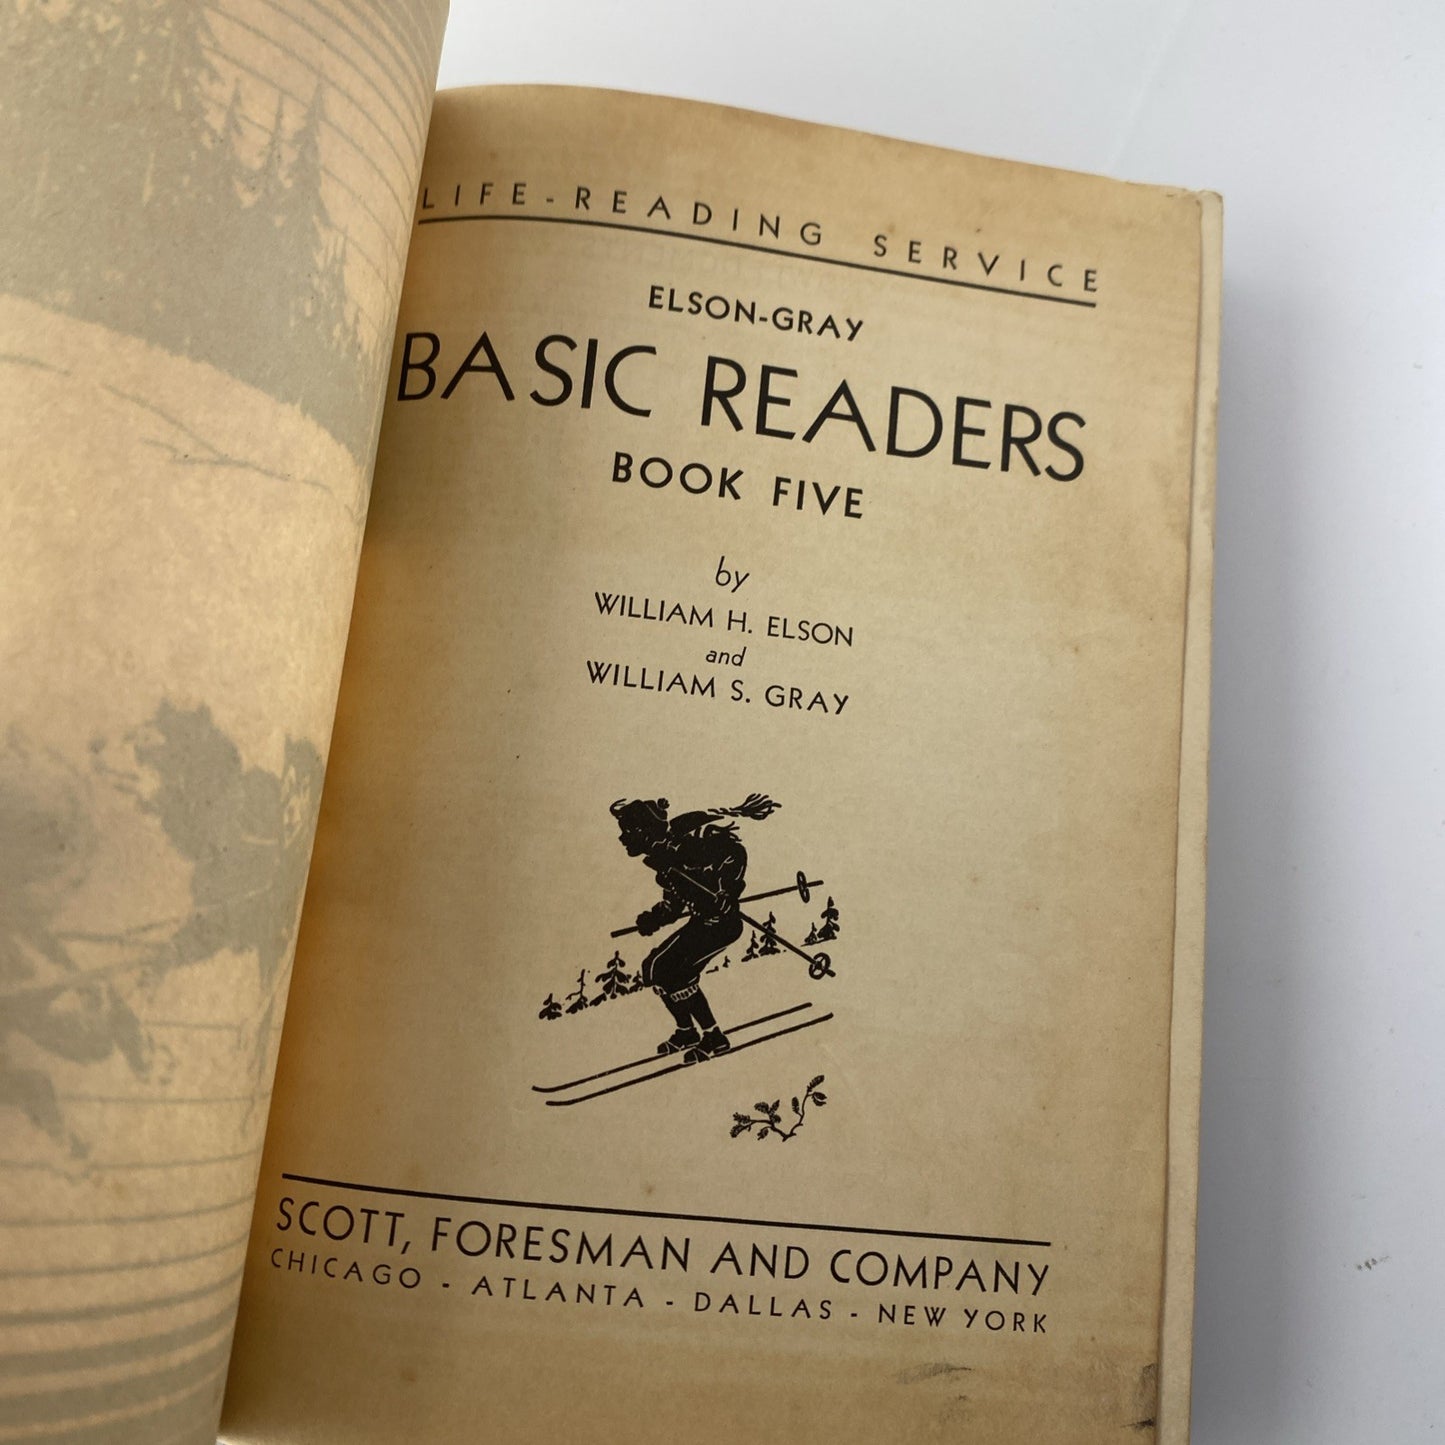 LIFE-READING SERVICE
ELSON-GRAY
BASIC READERS
BOOK FIVE
by
WILLIAM H. ELSON
and
WILLIAM S. GRAY
SCOTT, FORESMAN AND COMPANY
CHICAGO - ATLANTA - DALLAS - NEW YORK